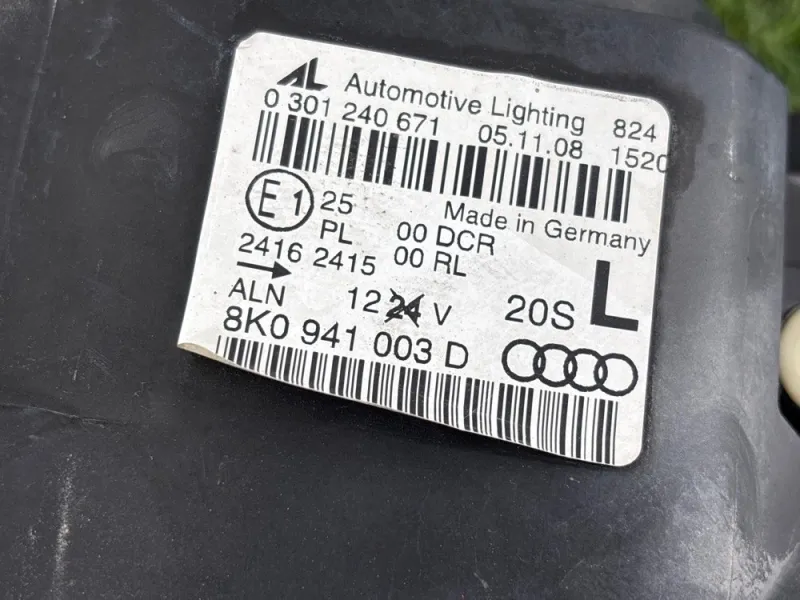 AL Automotive Lighting 824
0 301 240 671 05.11.08 1520
E1 25 Made in Germany
PL 00 DCR
2416 2415 00 RL
ALN 12 24 V 20S L
8K0 941 003 D